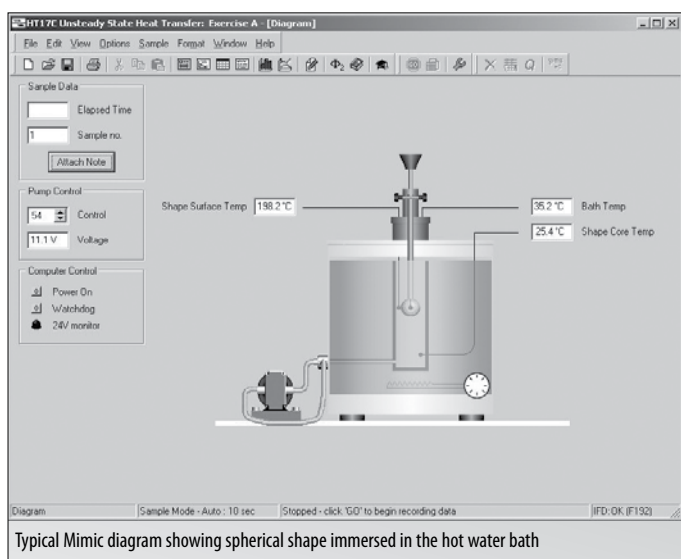 HT17C Unsteady State Heat Transfer: Exercise A - [Diagram]
File Edit View Options Sample Format Window Help
Sample Data
Elapsed Time
1 Sample no.
Attach Note
Pump Control
54 Control
11.1 V Voltage
Computer Control
Power On
Watchdog
24V monitor
Shape Surface Temp 198.2°C
35.2°C Bath Temp
25.4°C Shape Core Temp
Diagram Sample Mode - Auto : 10 sec Stopped - click 'GO' to begin recording data IFD: OK (F192)
Typical Mimic diagram showing spherical shape immersed in the hot water bath